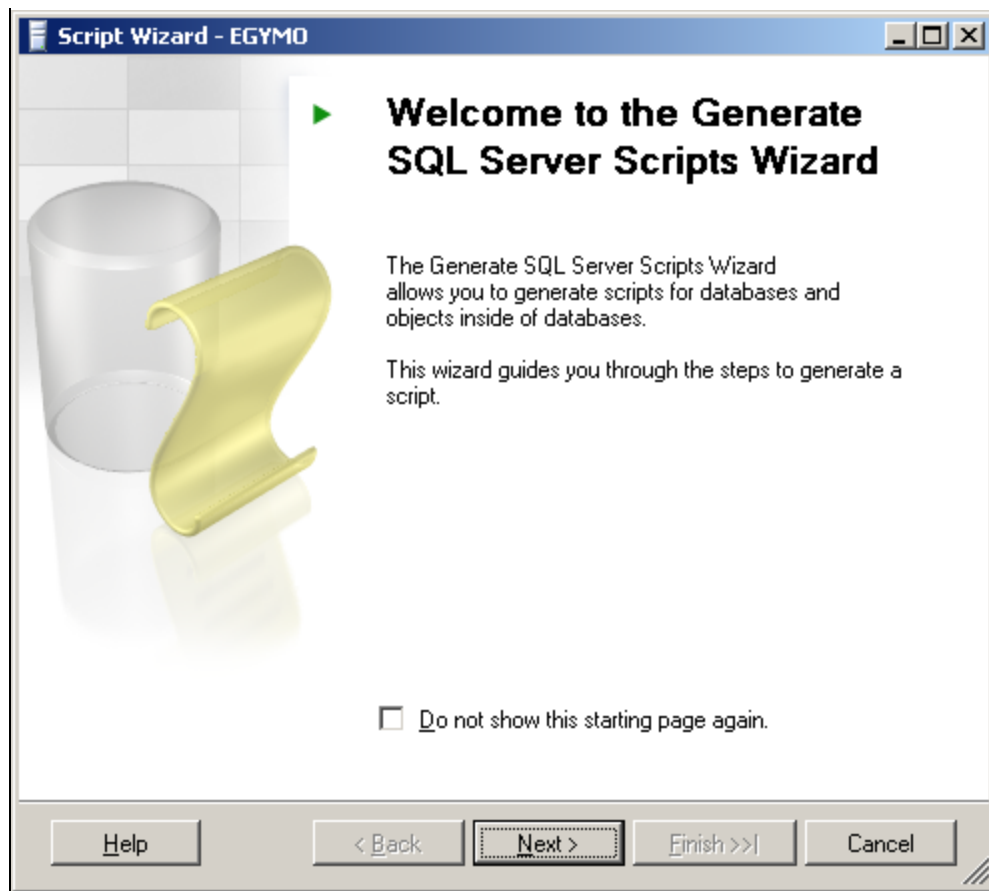 Script Wizard - EGYMO
Welcome to the Generate
SQL Server Scripts Wizard
The Generate SQL Server Scripts Wizard
allows you to generate scripts for databases and
objects inside of databases.
This wizard guides you through the steps to generate a
script.
Do not show this starting page again.
Help
< Back
Next >
Finish >>|
Cancel